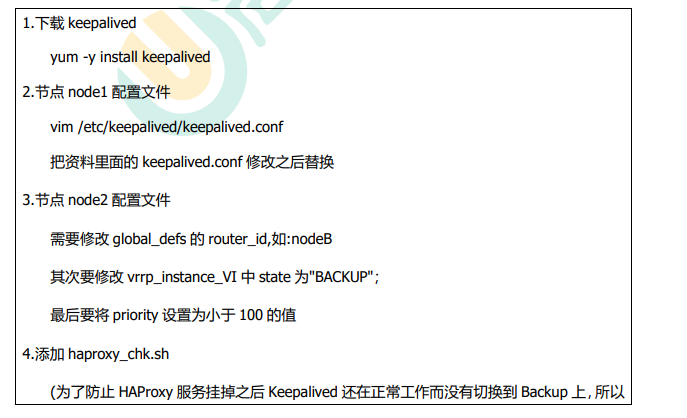 1.下载 keepalived
yum -y install keepalived
2.节点 node1 配置文件
vim /etc/keepalived/keepalived.conf
把资料里面的 keepalived.conf 修改之后替换
3.节点 node2 配置文件
需要修改 global_defs 的 router_id,如:nodeB
其次要修改 vrrp_instance_VI 中 state 为"BACKUP"；
最后要将 priority 设置为小于 100 的值
4.添加 haproxy_chk.sh
(为了防止 HAProxy 服务挂掉之后 Keepalived 还在正常工作而没有切换到 Backup 上，所以